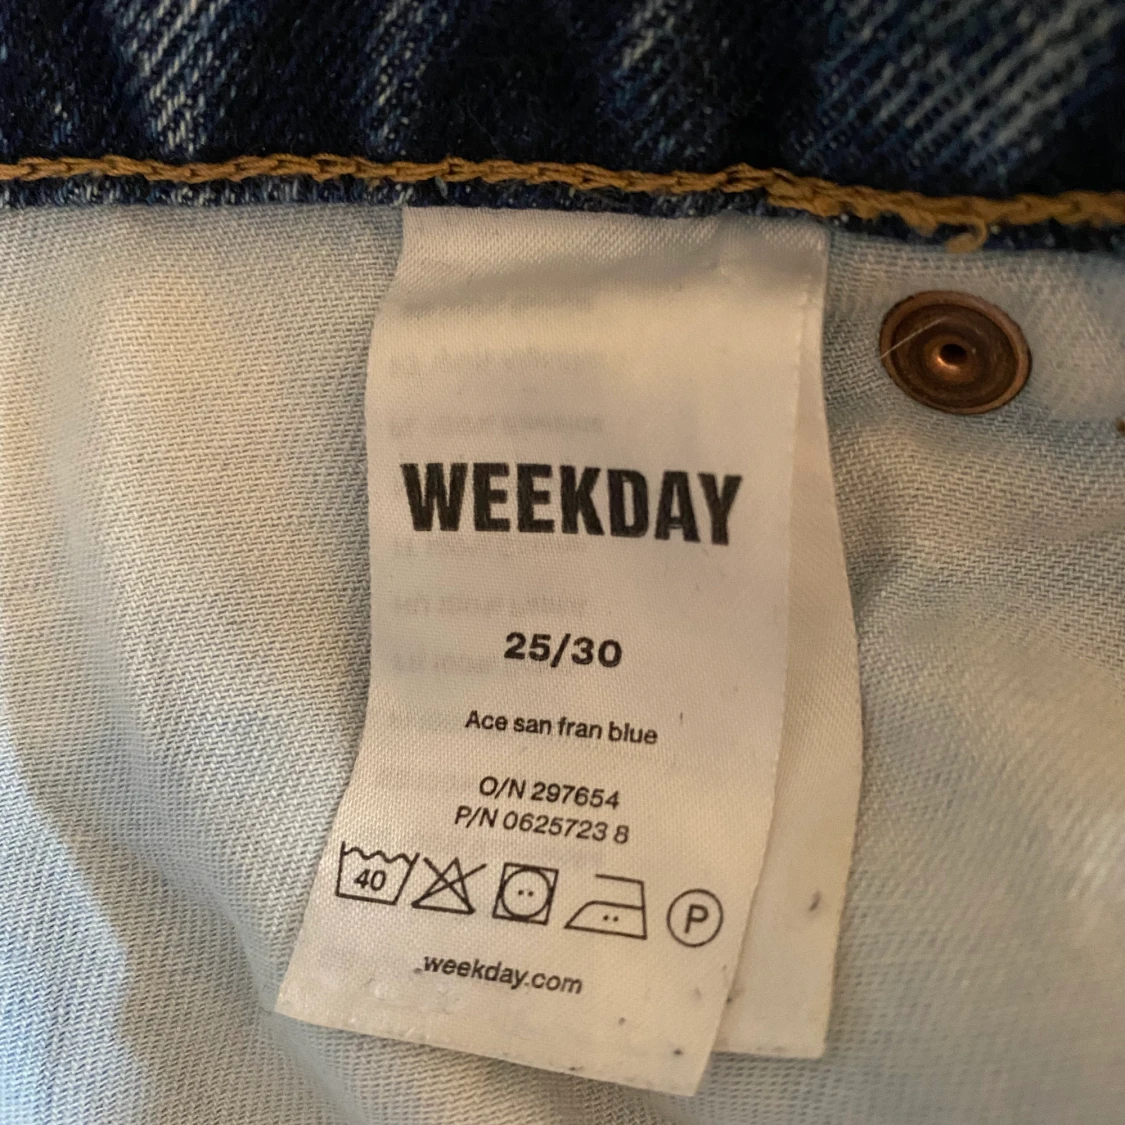 WEEKDAY
25/30
Ace san fran blue
O/N 297654
P/N 0625723 8
40 P
weekday.com